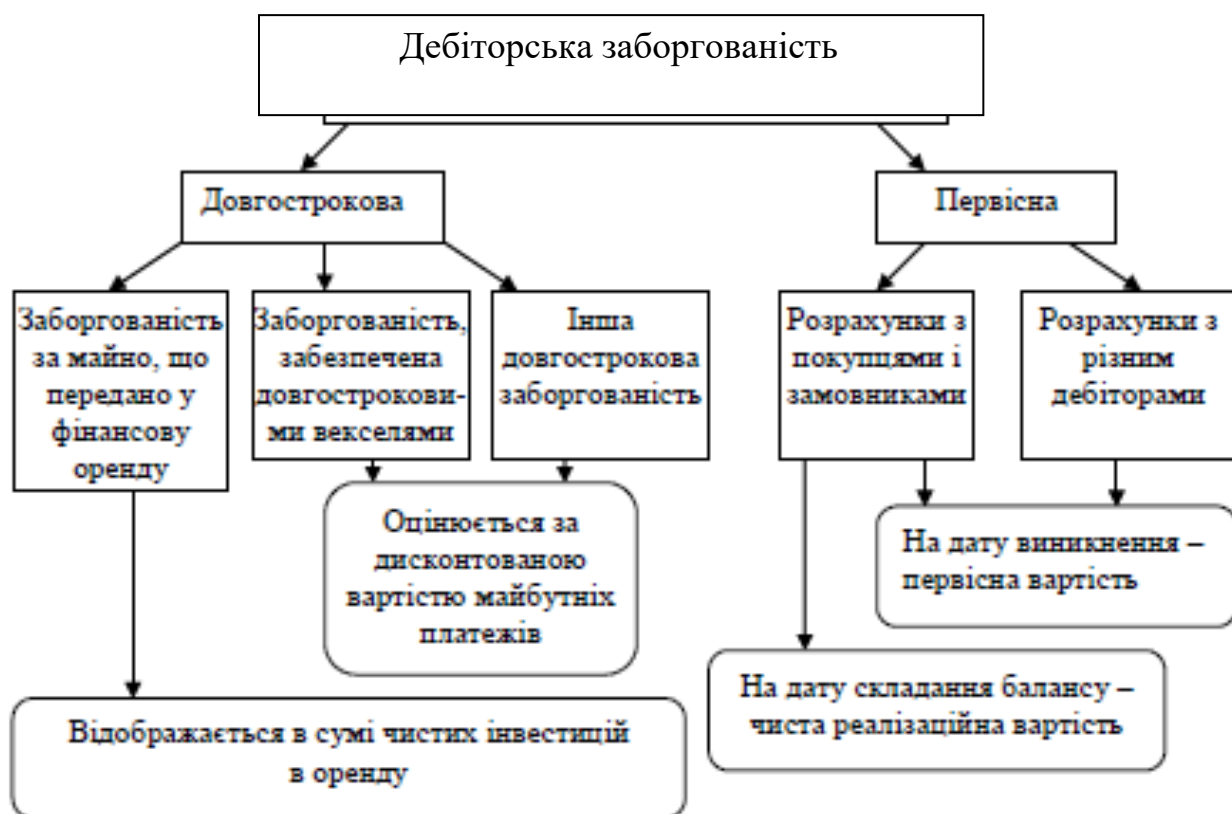 Дебіторська заборгованість
Довгострокова
Первісна
Заборгованість
за майно, що
передано у
фінансову
оренду
Заборгованість,
забезпечена
довгострокови-
ми векселями
Інша
довгострокова
заборгованість
Розрахунки з
покупцями і
замовниками
Розрахунки з
різним
дебіторами
Оцінюється за
дисконтованою
вартістю майбутніх
платежів
На дату виникнення –
первісна вартість
На дату складання балансу –
чиста реалізаційна вартість
Відображається в сумі чистих інвестицій
в оренду